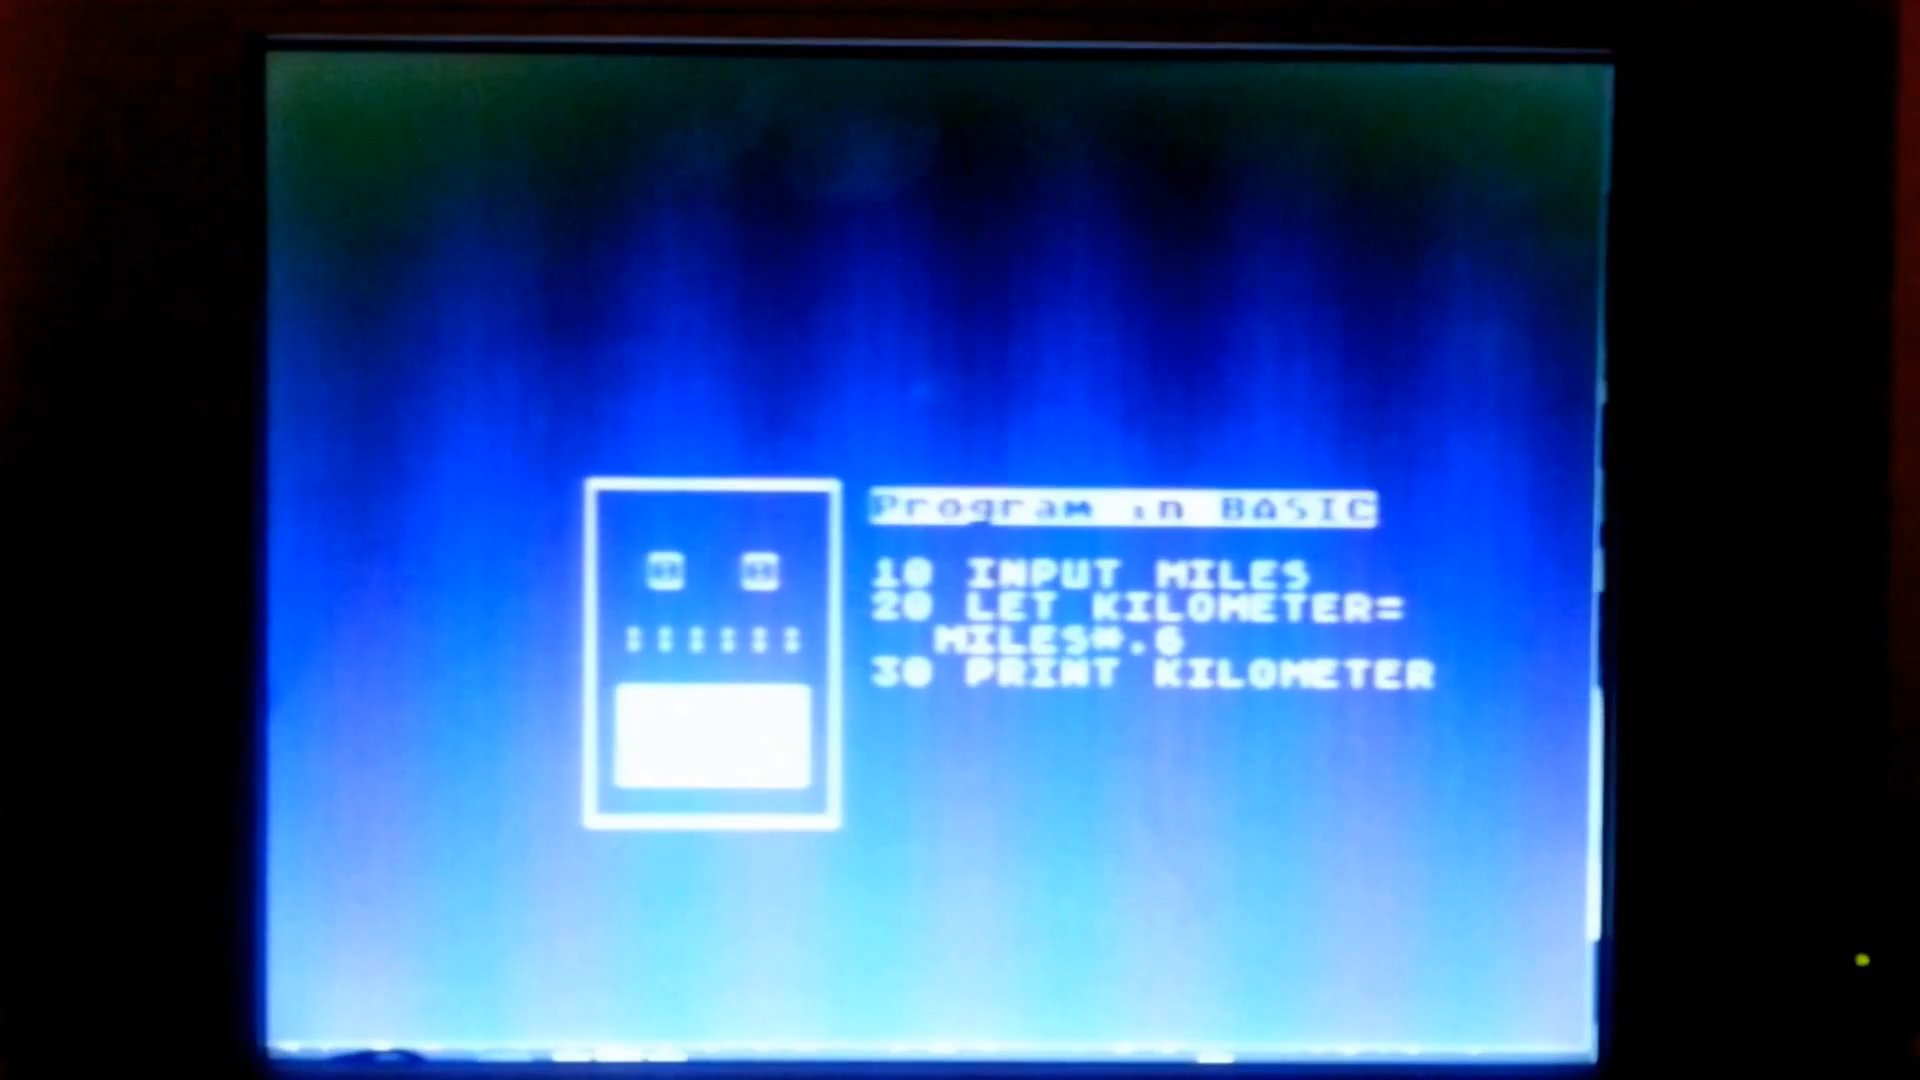 Program in BASIC
10 INPUT MILES
20 LET KILOMETER=
MILES*.6
30 PRINT KILOMETER